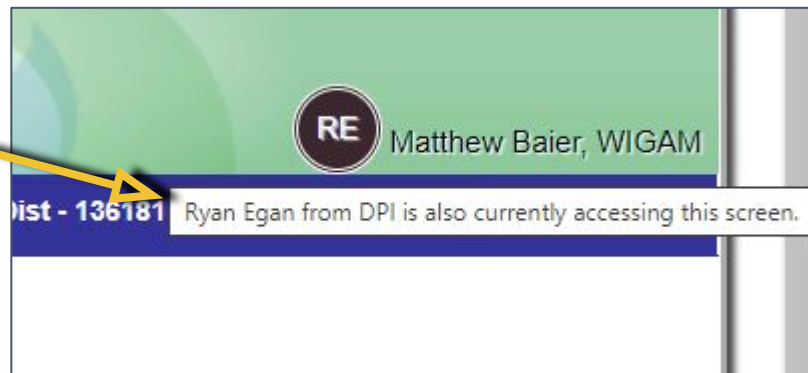 RE Matthew Baier, WIGAM
Dist - 136181 Ryan Egan from DPI is also currently accessing this screen.